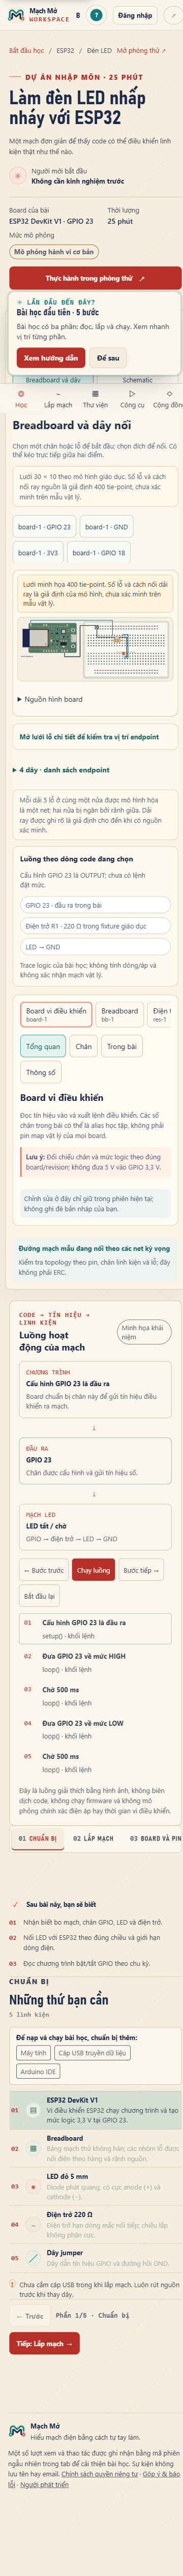 Mạch Mở
WORKSPACE
B
?
Đăng nhập
Bắt đầu học / ESP32 / Đèn LED Mở phòng thử ↗
DỰ ÁN NHẬP MÔN · 25 PHÚT
Làm đèn LED nhấp
nháy với ESP32
Một mạch đơn giản để thấy code có thể điều khiển linh
kiện thật như thế nào.
Người mới bắt đầu
Không cần kinh nghiệm trước
Board của bài
ESP32 DevKit V1 · GPIO 23
Thời lượng
25 phút
Mức mô phỏng
Mô phỏng hành vi cơ bản
Thực hành trong phòng thử ↗
LẦN ĐẦU ĐẾN ĐÂY?
Bài học đầu tiên · 5 bước
Bài học có ba phần: đọc, lắp và chạy. Xem nhanh
vị trí từng phần.
Xem hướng dẫn
Để sau
Breadboard và dây
Schematic
Học
Lắp mạch
Thư viện
Công cụ
Cộng đồng
Breadboard và dây nối
Chọn một chân hoặc lỗ để bắt đầu; chọn đích để nối. Có
thể kéo trực tiếp giữa hai điểm.
Lưới 30 × 10 theo mô hình giáo dục. Số lỗ và cách
nối ray nguồn là giả định 400 tie-point, chưa xác
minh trên mẫu vật lý.
board-1 · GPIO 23
board-1 · GND
board-1 · 3V3
board-1 · GPIO 18
Lưới minh họa 400 tie-point. Số lỗ và cách nối dải
ray là giả định của mô hình, chưa xác minh trên
mẫu vật lý.
▶ Nguồn hình board
Mở lưới lỗ chi tiết để kiểm tra vị trí endpoint
▸ 4 dây · danh sách endpoint
Mỗi dải 5 lỗ ở cùng một nửa được mô hình hóa
là một net; hai nửa bị ngăn bởi rãnh giữa. Dải
ray được ghi rõ là giả định cho đến khi có nguồn
xác minh.
Luồng theo dòng code đang chọn
Cấu hình GPIO 23 là OUTPUT; chưa có lệnh
đặt mức.
GPIO 23 · đầu ra trong bài
Điện trở R1 · 220 Ω trong fixture giáo dục
LED → GND
Trace logic của bài học; không tính dòng/áp và
không xác nhận mạch vật lý.
Board vi điều khiển
board-1
Breadboard
bb-1
Điện t
res-1
Tổng quan
Chân
Trong bài
Thông số
Board vi điều khiển
Đọc tín hiệu vào và xuất lệnh điều khiển. Các số
chân trong bài có thể là alias học tập, không phải
pin map vật lý của mọi board.
Lưu ý: Đối chiếu chân và mức logic theo đúng
board/revision; không đưa 5 V vào GPIO 3,3 V.
Chỉnh sửa ở đây chỉ giữ trong phiên hiện tại;
không ghi đè bản nháp của bạn.
Đường mạch mẫu đang nối theo các net kỳ vọng
Kiểm tra topology theo pin, chân linh kiện và lỗ; đây
không phải ERC.
CODE → TÍN HIỆU →
LINH KIỆN
Luồng hoạt
động của mạch
Minh họa khái
niệm
CHƯƠNG TRÌNH
Cấu hình GPIO 23 là đầu ra
Board chuẩn bị chân này để gửi tín hiệu điều
khiển ra mạch.
↓
ĐẦU RA
GPIO 23
Chân được cấu hình và gửi tín hiệu số.
↓
MẠCH LED
LED tắt / chờ
GPIO → điện trở → LED → GND
← Bước trước
Chạy luồng
Bước tiếp →
Bắt đầu lại
01 Cấu hình GPIO 23 là đầu ra
setup() · khối lệnh
02 Đưa GPIO 23 về mức HIGH
loop() · khối lệnh
03 Chờ 500 ms
loop() · khối lệnh
04 Đưa GPIO 23 về mức LOW
loop() · khối lệnh
05 Chờ 500 ms
loop() · khối lệnh
Đây là luồng giải thích bằng hình ảnh, không biên
dịch code, không chạy firmware và không mô
phỏng chính xác điện áp hay thời gian vi điều khiển.
01 CHUẨN BỊ
02 LẮP MẠCH
03 BOARD VÀ PIN
✓ Sau bài này, bạn sẽ biết
01 Nhận biết bo mạch, chân GPIO, LED và điện trở.
02 Nối LED với ESP32 theo đúng chiều và giới hạn
dòng điện.
03 Đọc chương trình bật/tắt GPIO theo chu kỳ.
CHUẨN BỊ
Những thứ bạn cần
5 linh kiện
Để nạp và chạy bài học, chuẩn bị thêm:
Máy tính
Cáp USB truyền dữ liệu
Arduino IDE
01 ESP32 DevKit V1
Vi điều khiển ESP32 chạy chương trình và tạo
mức logic 3,3 V tại GPIO 23.
02 Breadboard
Bảng mạch thử không hàn; các nhóm lỗ được
nối điện theo hàng và rãnh nguồn.
03 LED đỏ 5 mm
Diode phát quang, có cực anode (+) và
cathode (−).
04 Điện trở 220 Ω
Điện trở hạn dòng mắc nối tiếp; chiều lắp
không phân cực.
05 Dây jumper
Dây dẫn tín hiệu GPIO và đường hồi GND.
! Chưa cắm cáp USB trong khi lắp mạch. Luôn rút nguồn
trước khi thay dây.
← Trước
Phần 1/5 · Chuẩn bị
Tiếp: Lắp mạch →
Mạch Mở
Hiểu mạch điện bằng cách tự tay làm.
Một số lượt xem và thao tác được ghi nhận bằng mã phiên
ngẫu nhiên trong tab để cải thiện bài học. Sự kiện không
lưu tên hay email. Chính sách quyền riêng tư · Góp ý & báo
lỗi · Người phát triển